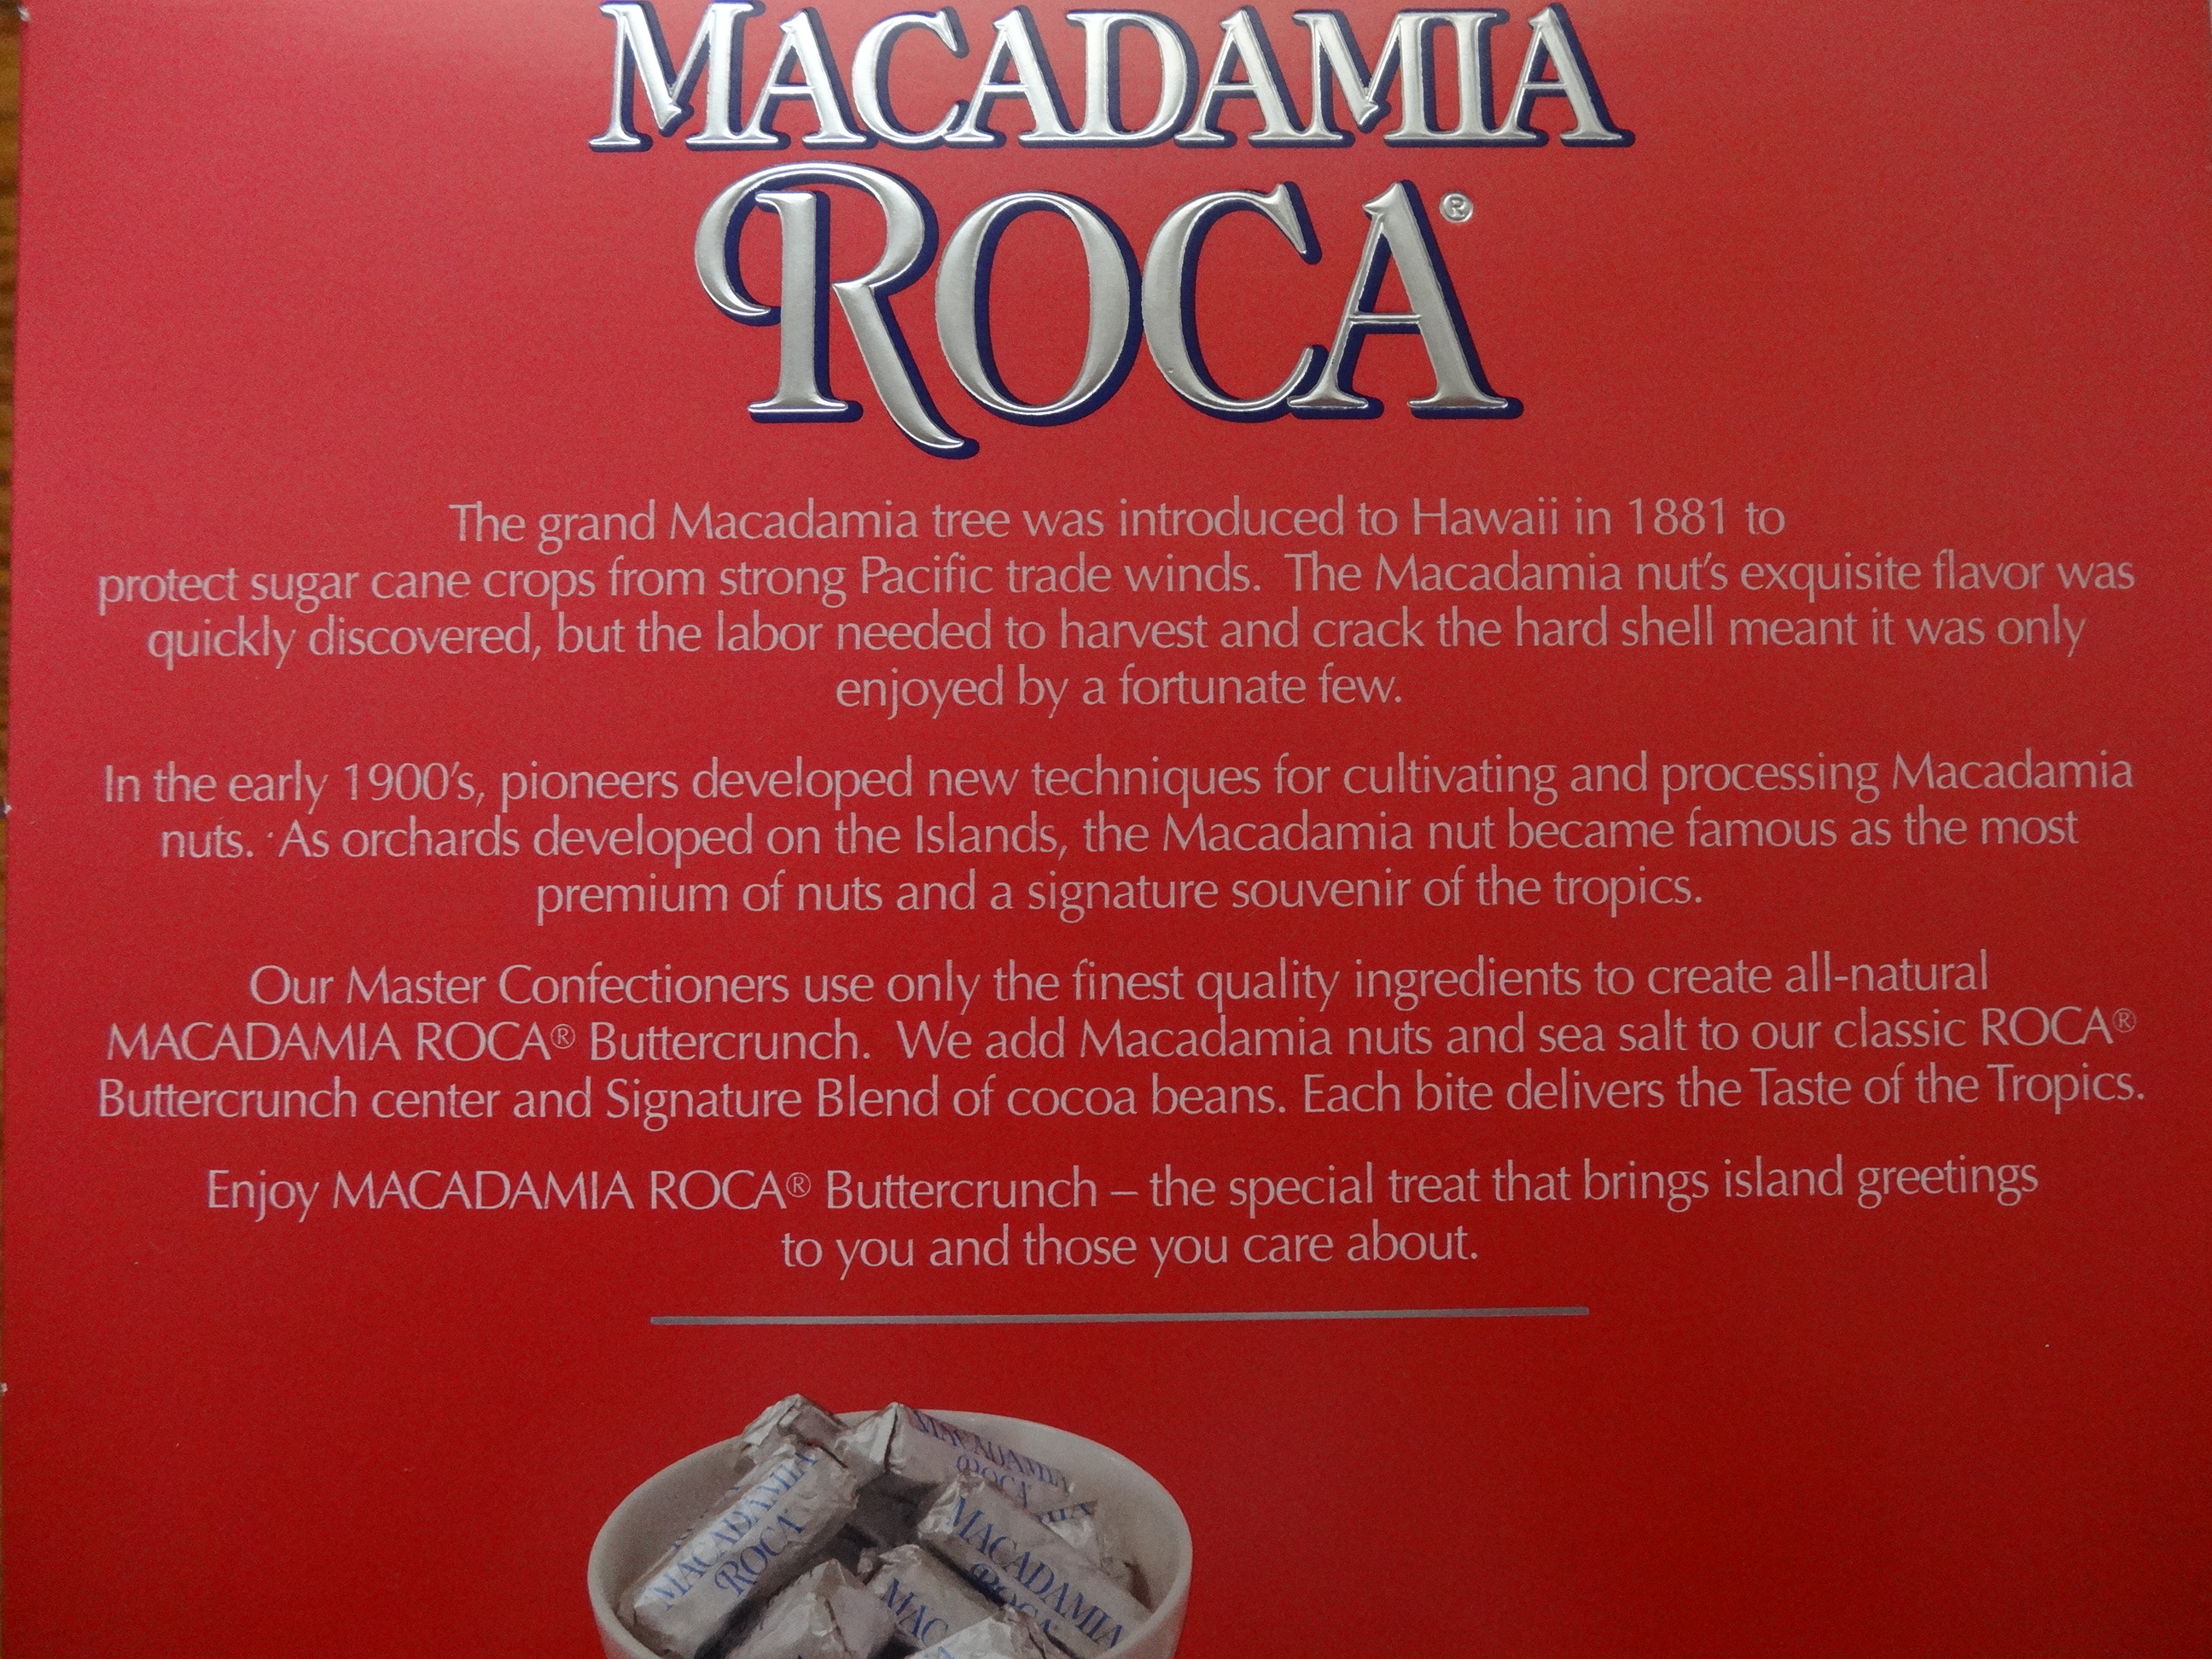 MACADAMIA
ROCA®
The grand Macadamia tree was introduced to Hawaii in 1881 to
protect sugar cane crops from strong Pacific trade winds. The Macadamia nut's exquisite flavor was
quickly discovered, but the labor needed to harvest and crack the hard shell meant it was only
enjoyed by a fortunate few.
In the early 1900's, pioneers developed new techniques for cultivating and processing Macadamia
nuts. As orchards developed on the Islands, the Macadamia nut became famous as the most
premium of nuts and a signature souvenir of the tropics.
Our Master Confectioners use only the finest quality ingredients to create all-natural
MACADAMIA ROCA® Buttercrunch. We add Macadamia nuts and sea salt to our classic ROCA®
Buttercrunch center and Signature Blend of cocoa beans. Each bite delivers the Taste of the Tropics.
Enjoy MACADAMIA ROCA® Buttercrunch – the special treat that brings island greetings
to you and those you care about.
MACADAMIA
ROCA
MACADAMIA
ROCA
MACADAMIA
ROCA